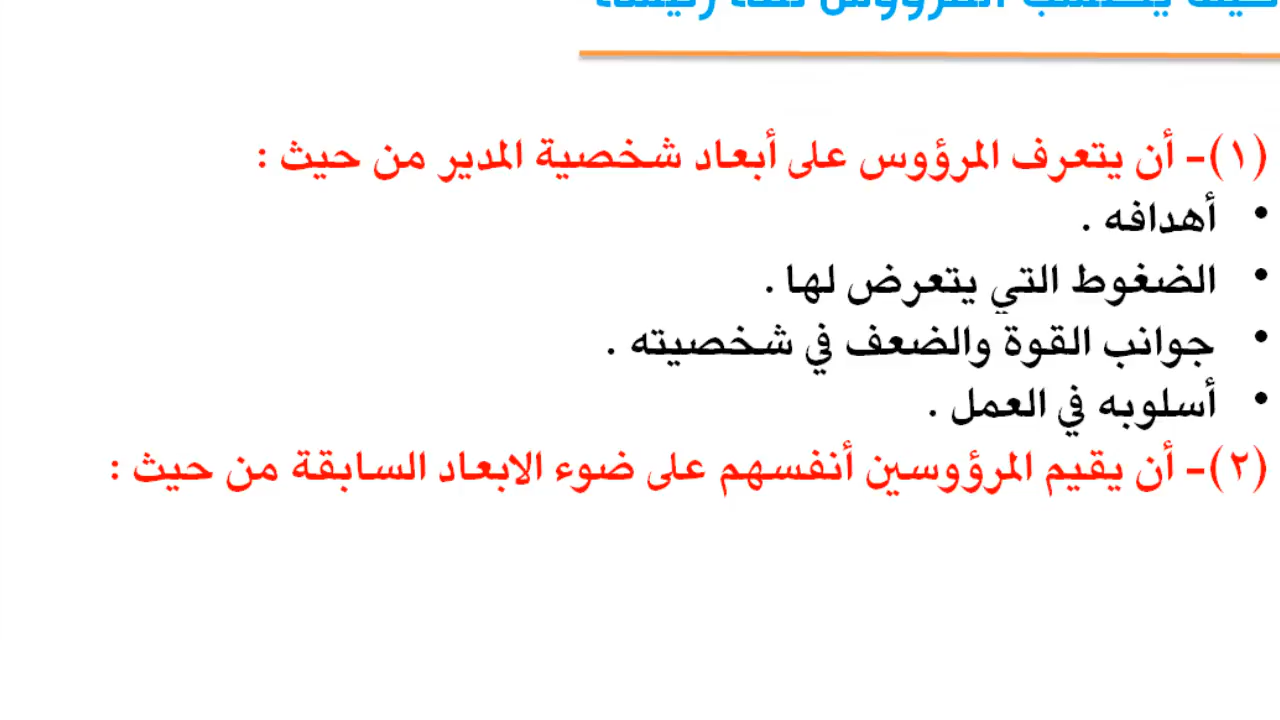 (١)- أن يتعرف المرؤوس على أبعاد شخصية المدير من حيث :
• أهدافه .
• الضغوط التي يتعرض لها .
• جوانب القوة والضعف في شخصيته .
• أسلوبه في العمل .
(٢)- أن يقيم المرؤوسين أنفسهم على ضوء الابعاد السابقة من حيث :